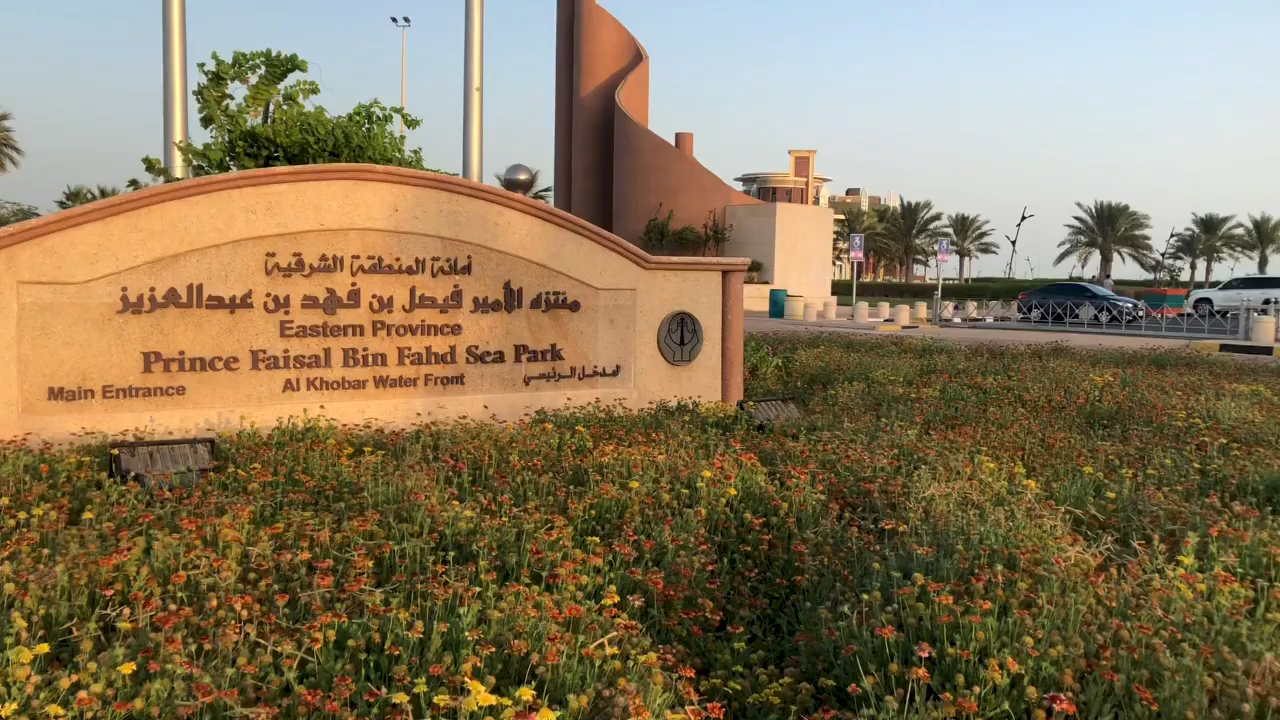 أمانة المنطقة الشرقية
منتزه الأمير فيصل بن فهد بن عبدالعزيز
Eastern Province
Prince Faisal Bin Fahd Sea Park
Al Khobar Water Front
المدخل الرئيسي
Main Entrance